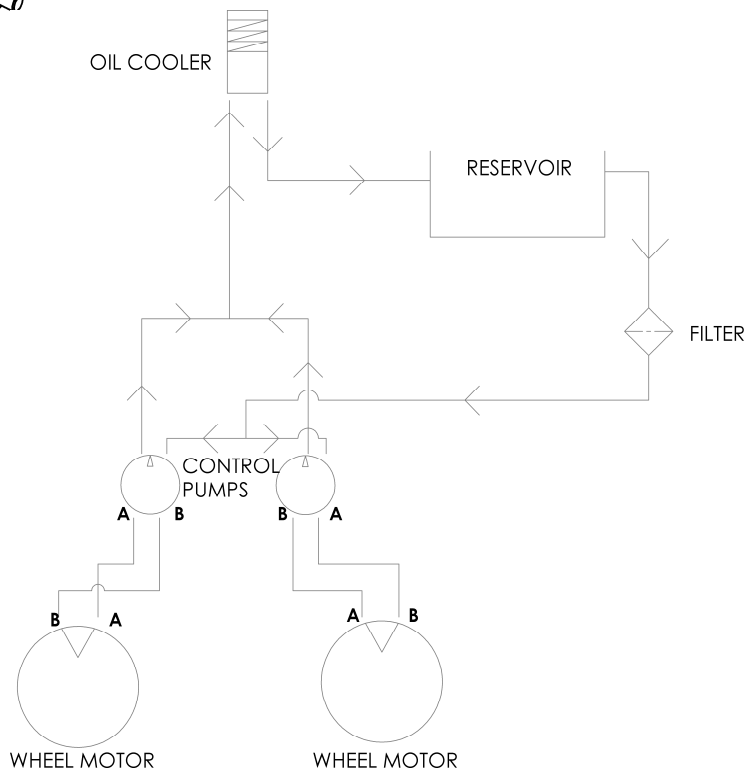 OIL COOLER
RESERVOIR
FILTER
CONTROL
PUMPS
A B
B A
B A
A B
WHEEL MOTOR
WHEEL MOTOR